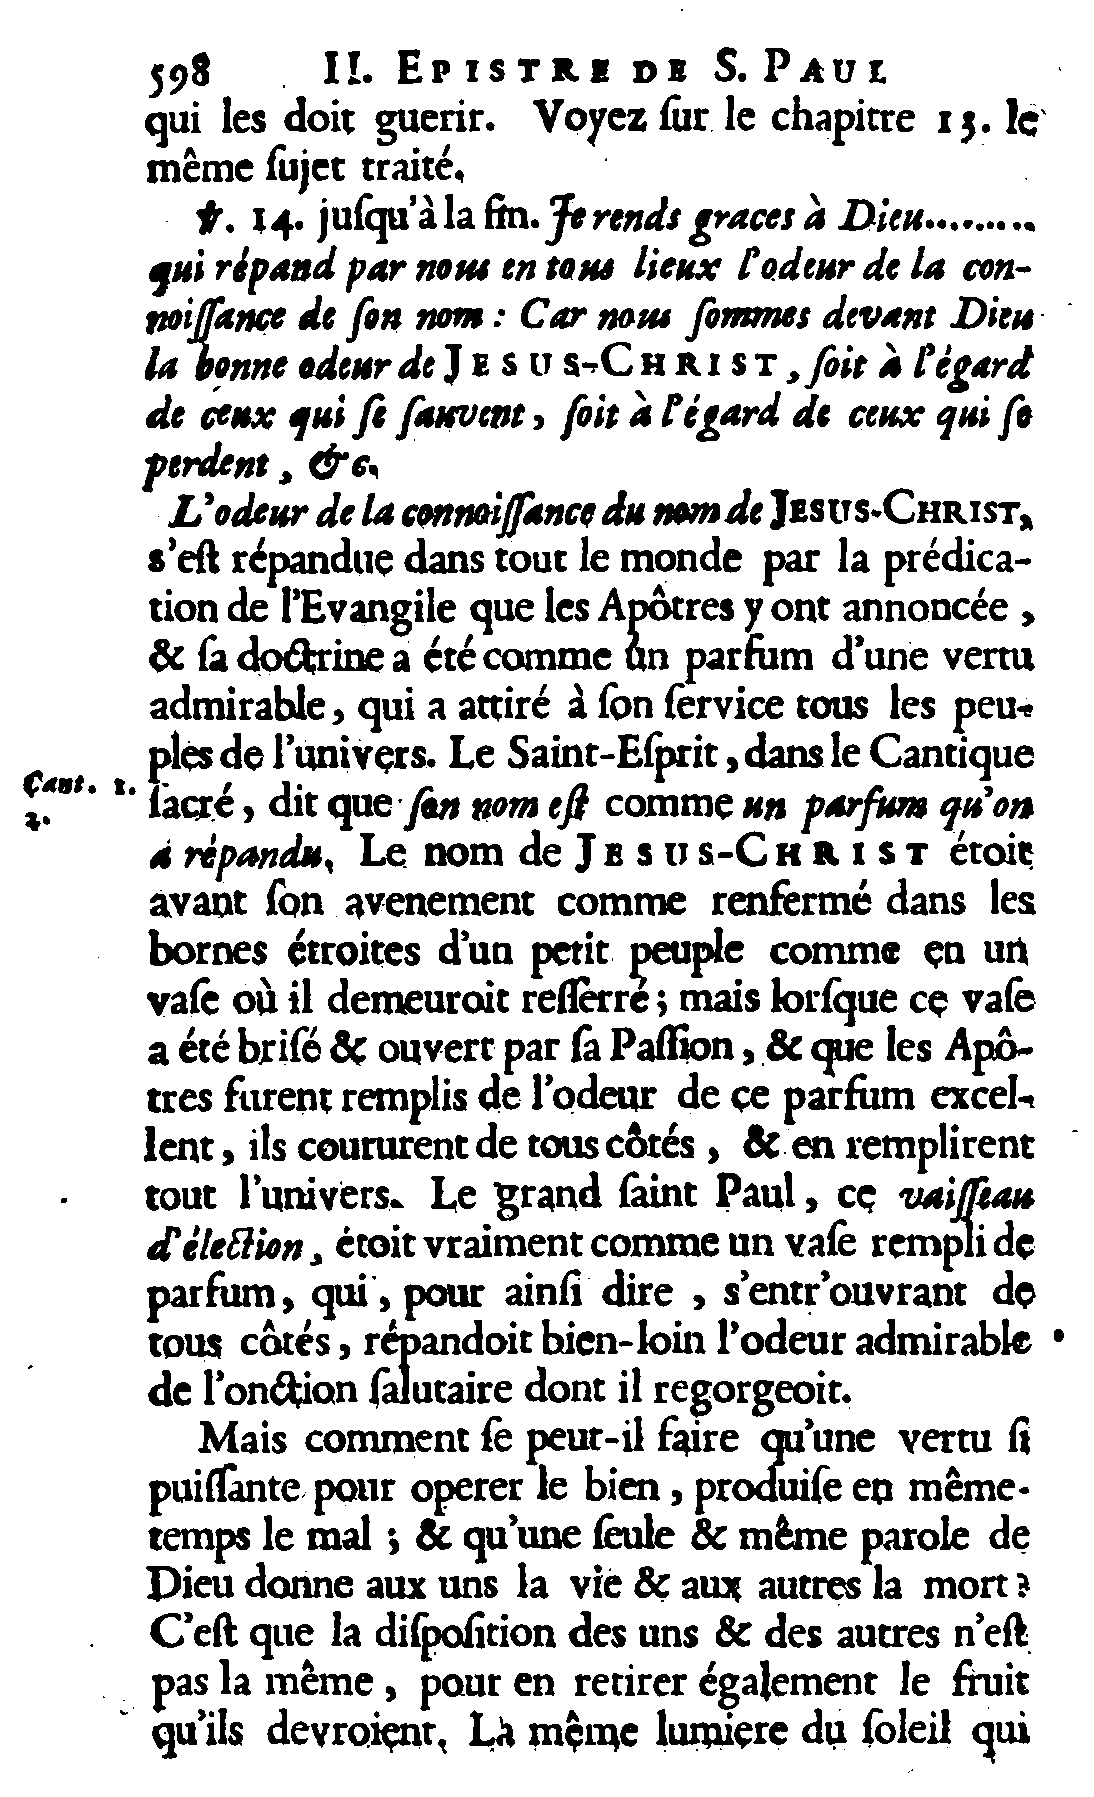 598 II. EPISTRE DE S. PAUL
qui les doit guerir. Voyez ſur le chapitre 15. le
même ſujet traité.
℣. 14. juſqu'à la fin. Je rends graces à Dieu.........
qui répand par nous en tous lieux l'odeur de la con-
noiſſance de ſon nom : Car nous ſommes devant Dieu
la bonne odeur de JESUS-CHRIST, ſoit à l'égard
de ceux qui ſe ſauvent, ſoit à l'égard de ceux qui ſe
perdent, &c.
L'odeur de la connoiſſance du nom de JESUS-CHRIST,
s'eſt répandue dans tout le monde par la prédica-
tion de l'Evangile que les Apôtres y ont annoncée,
& ſa doctrine a été comme un parfum d'une vertu
admirable, qui a attiré à ſon ſervice tous les peu-
ples de l'univers. Le Saint-Eſprit, dans le Cantique
Cant. 1.
2.
ſacré, dit que ſon nom eſt comme un parfum qu'on
a répandu. Le nom de JESUS-CHRIST étoit
avant ſon avenement comme renfermé dans les
bornes étroites d'un petit peuple comme en un
vaſe où il demeuroit reſſerré ; mais lorſque ce vaſe
a été briſé & ouvert par ſa Paſſion, & que les Apô-
tres furent remplis de l'odeur de ce parfum excel-
lent, ils coururent de tous côtés, & en remplirent
tout l'univers. Le grand ſaint Paul, ce vaiſſeau
d'élection, étoit vraiment comme un vaſe rempli de
parfum, qui, pour ainſi dire, s'entr'ouvrant de
tous côtés, répandoit bien-loin l'odeur admirable
de l'onction ſalutaire dont il regorgeoit.
Mais comment ſe peut-il faire qu'une vertu ſi
puiſſante pour operer le bien, produiſe en même-
temps le mal ; & qu'une ſeule & même parole de
Dieu donne aux uns la vie & aux autres la mort ?
C'eſt que la diſpoſition des uns & des autres n'eſt
pas la même, pour en retirer également le fruit
qu'ils devroient. La même lumiere du ſoleil qui